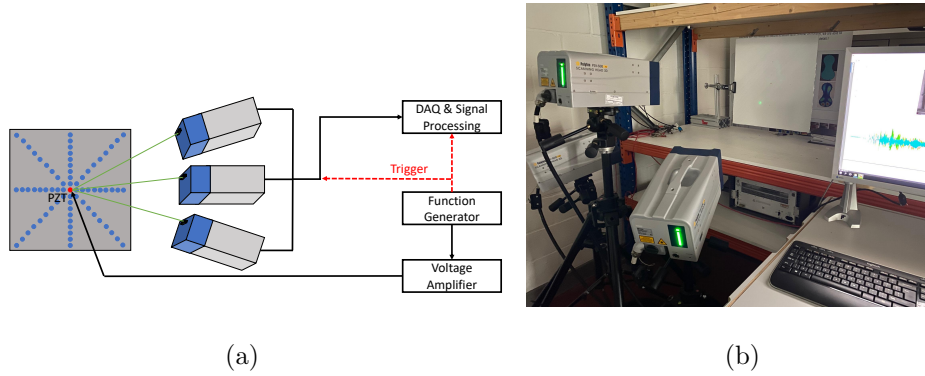 DAQ & Signal
Processing
Trigger
PZT
Function
Generator
Voltage
Amplifier
(a)
(b)